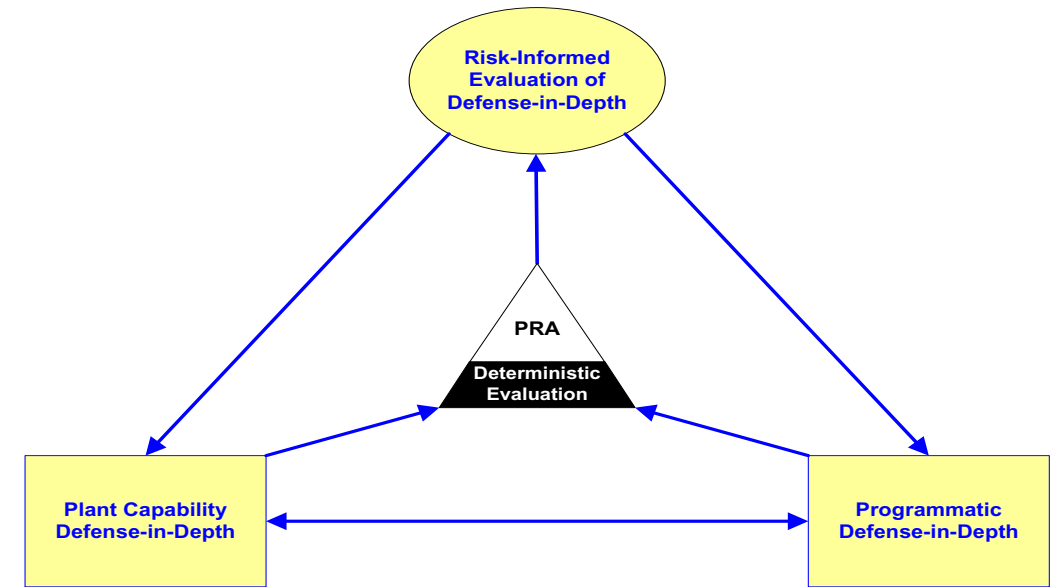 Risk-Informed
Evaluation of
Defense-in-Depth
PRA
Deterministic
Evaluation
Plant Capability
Defense-in-Depth
Programmatic
Defense-in-Depth